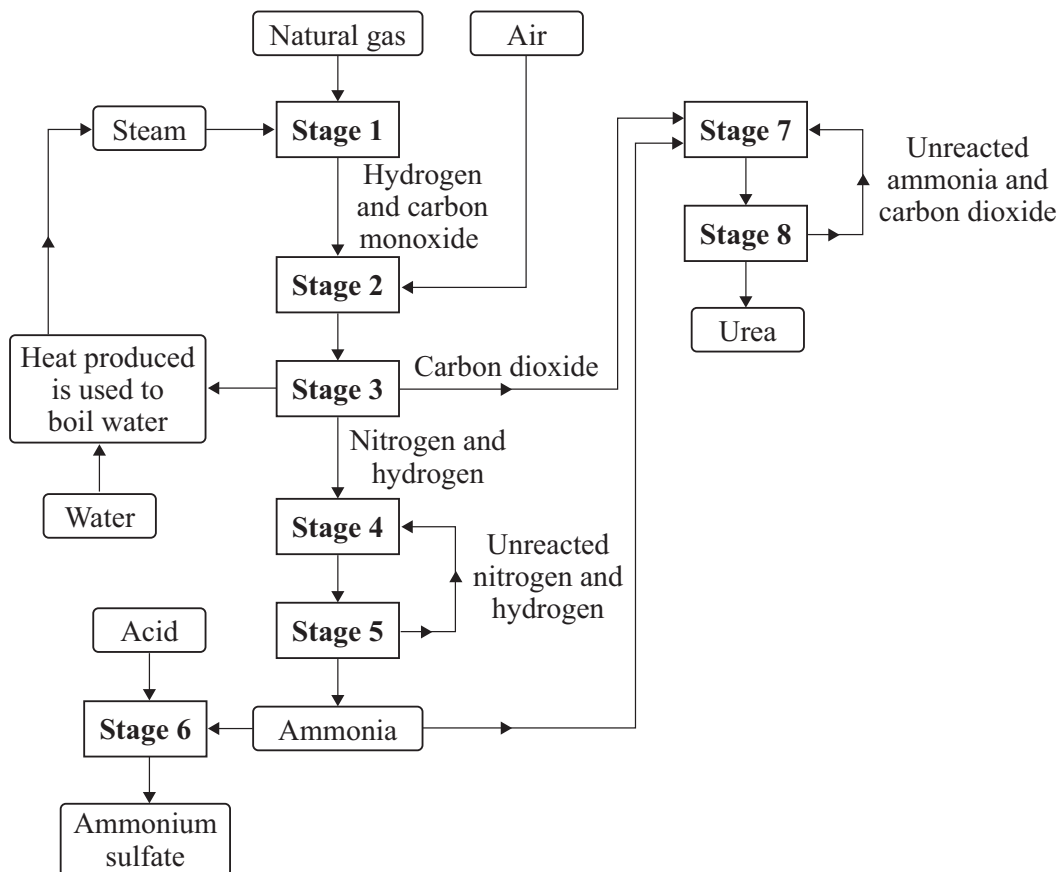 Natural gas
Air
Steam
Stage 1
Stage 7
Unreacted
ammonia and
carbon dioxide
Hydrogen
and carbon
monoxide
Stage 8
Stage 2
Urea
Heat produced
is used to
boil water
Stage 3
Carbon dioxide
Nitrogen and
hydrogen
Water
Stage 4
Unreacted
nitrogen and
hydrogen
Stage 5
Acid
Stage 6
Ammonia
Ammonium
sulfate